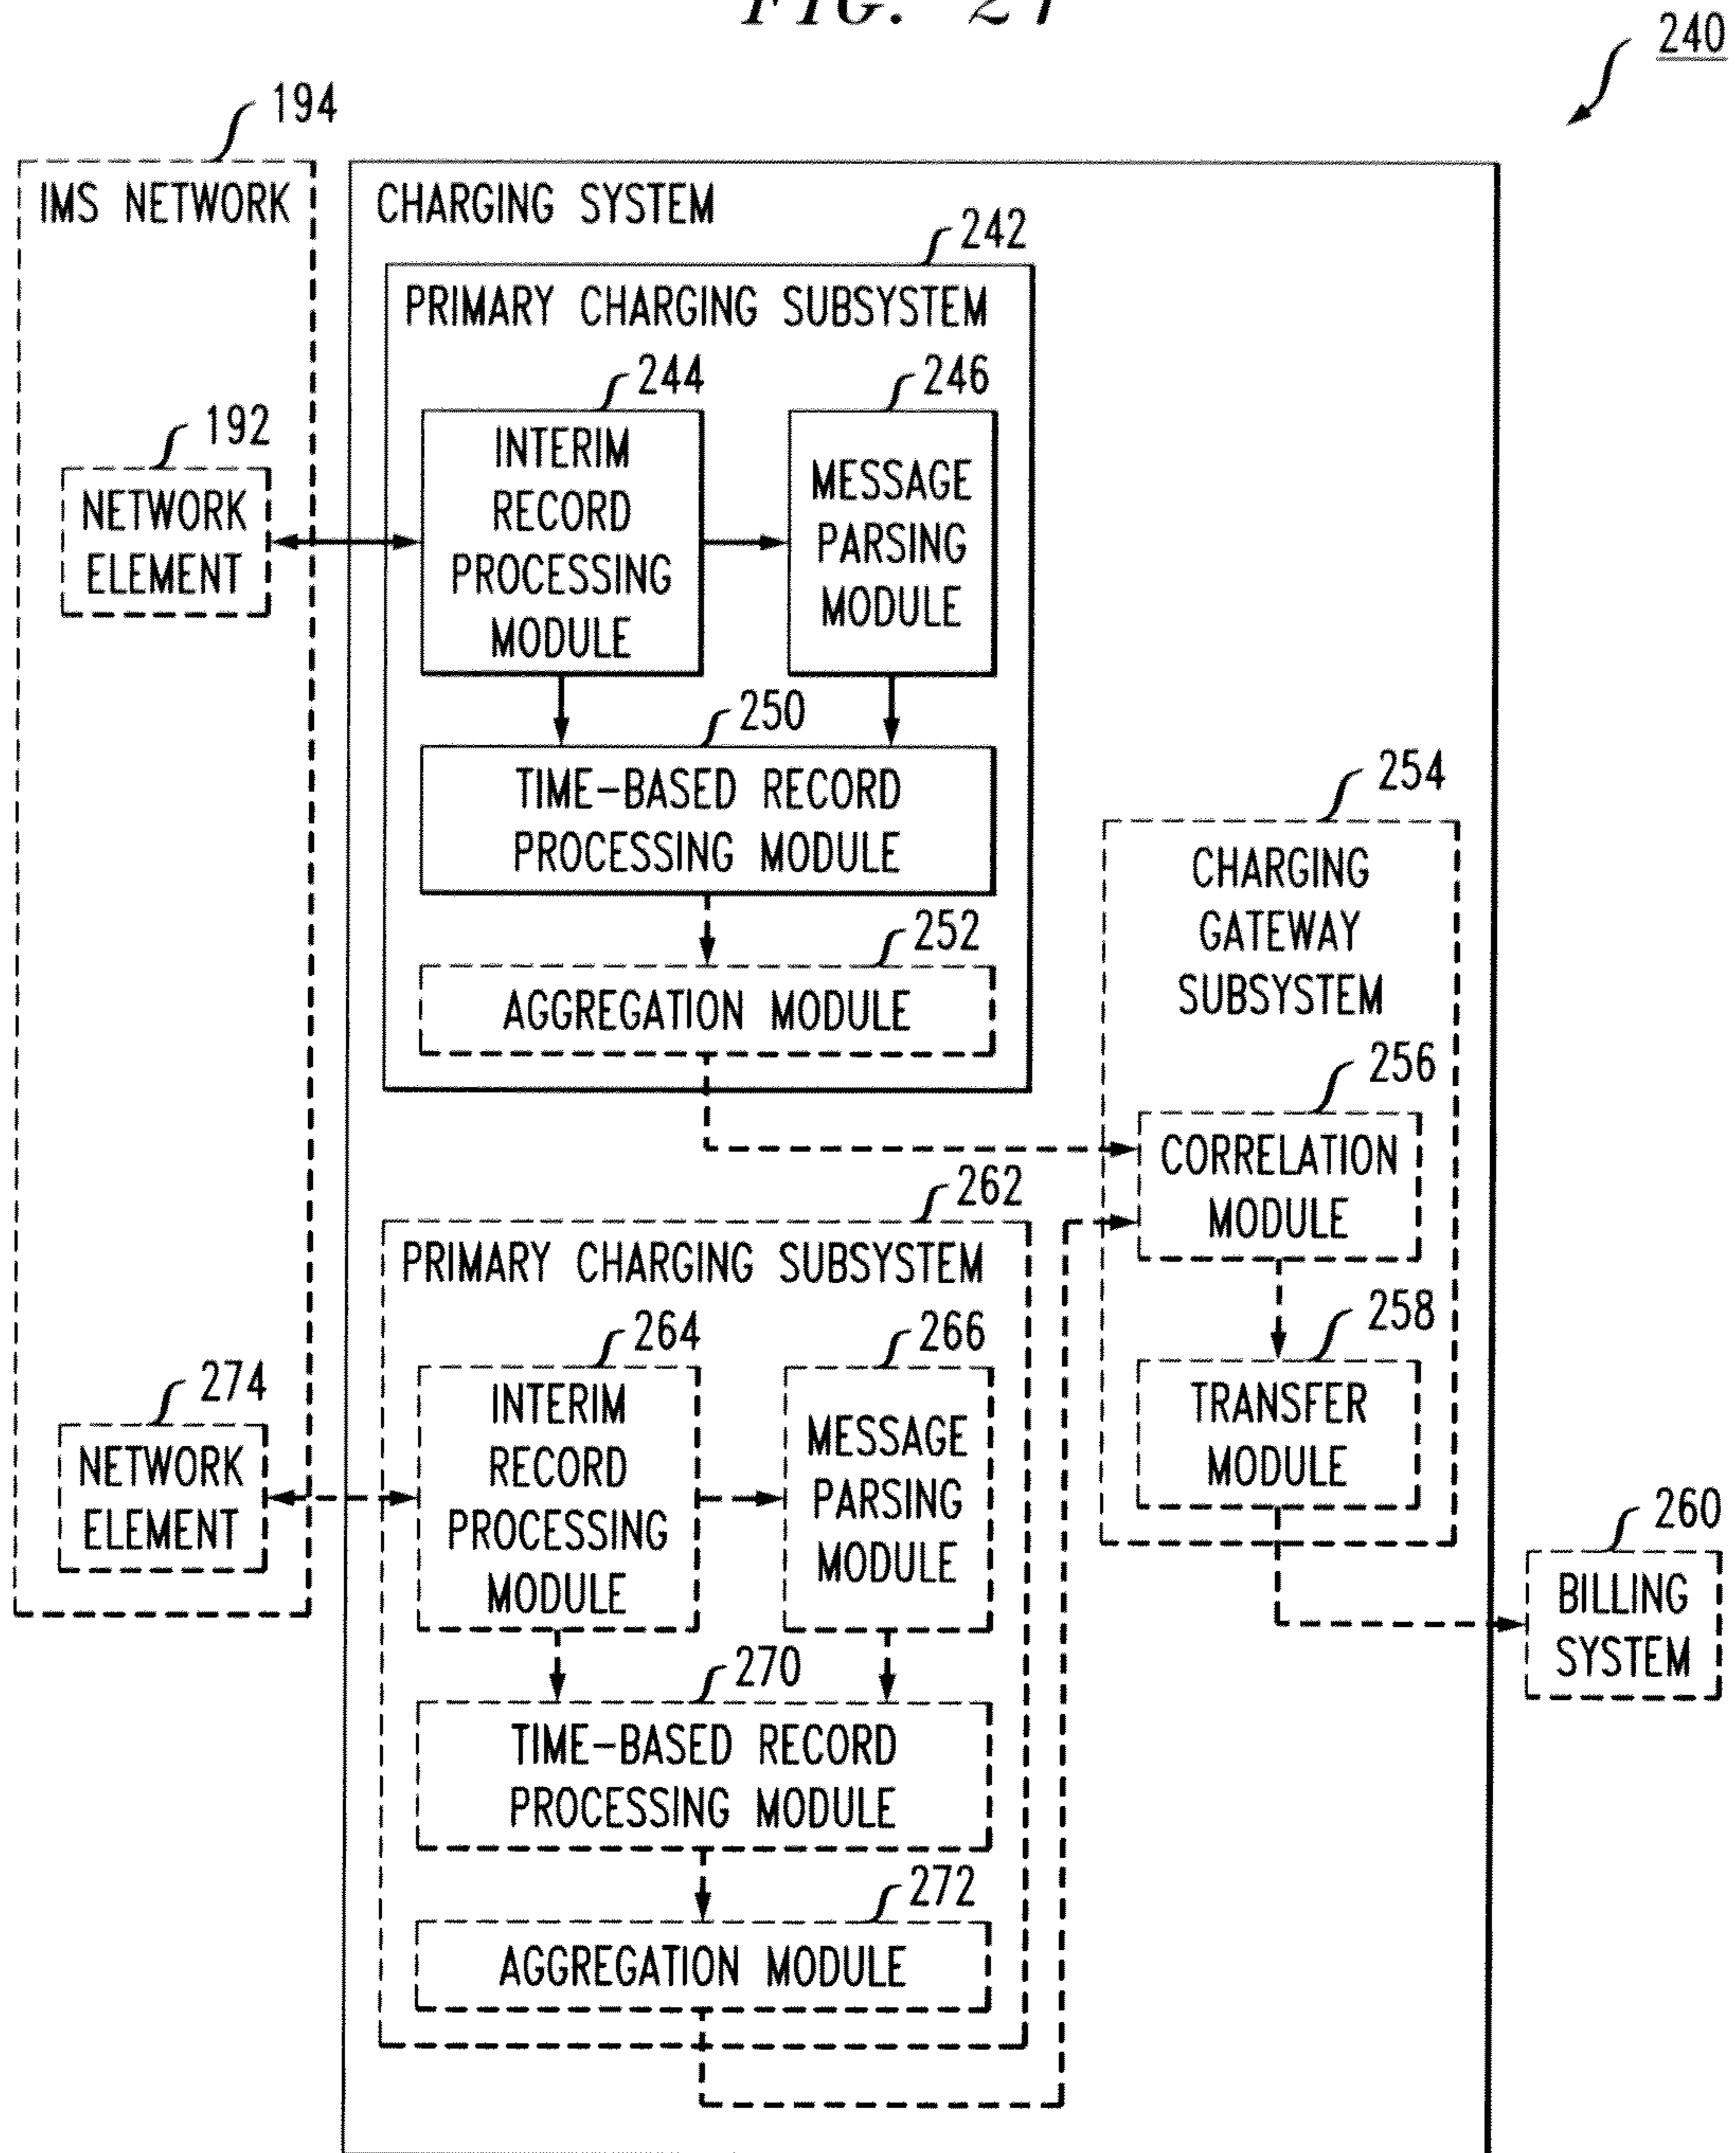 FIG. 21
240
194
IMS NETWORK
CHARGING SYSTEM
242
PRIMARY CHARGING SUBSYSTEM
244
246
192
NETWORK
ELEMENT
INTERIM
RECORD
PROCESSING
MODULE
MESSAGE
PARSING
MODULE
250
TIME-BASED RECORD
PROCESSING MODULE
252
AGGREGATION MODULE
254
CHARGING
GATEWAY
SUBSYSTEM
256
CORRELATION
MODULE
258
TRANSFER
MODULE
262
PRIMARY CHARGING SUBSYSTEM
264
266
274
NETWORK
ELEMENT
INTERIM
RECORD
PROCESSING
MODULE
MESSAGE
PARSING
MODULE
260
BILLING
SYSTEM
270
TIME-BASED RECORD
PROCESSING MODULE
272
AGGREGATION MODULE